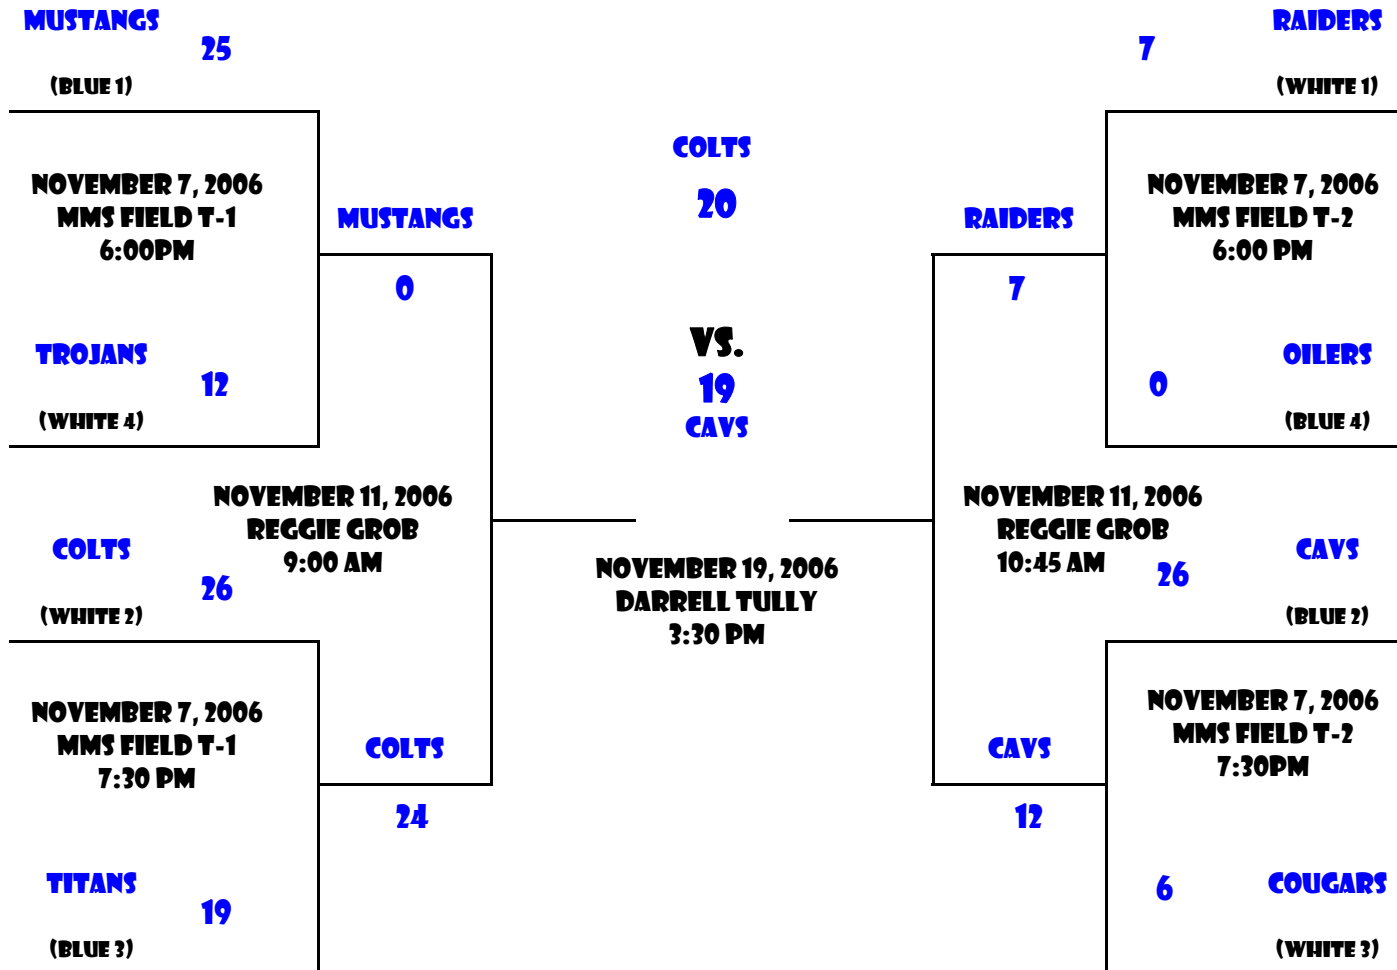 MUSTANGS
25
(BLUE 1)
NOVEMBER 7, 2006
MMS FIELD T-1
6:00PM
TROJANS
12
(WHITE 4)
MUSTANGS
0
NOVEMBER 11, 2006
REGGIE GROB
9:00 AM
COLTS
26
(WHITE 2)
NOVEMBER 7, 2006
MMS FIELD T-1
7:30 PM
COLTS
24
TITANS
19
(BLUE 3)
COLTS
20
VS.
19
CAVS
NOVEMBER 19, 2006
DARRELL TULLY
3:30 PM
RAIDERS
7
(WHITE 1)
NOVEMBER 7, 2006
MMS FIELD T-2
6:00 PM
RAIDERS
7
OILERS
0
(BLUE 4)
NOVEMBER 11, 2006
REGGIE GROB
10:45 AM
CAVS
26
(BLUE 2)
NOVEMBER 7, 2006
MMS FIELD T-2
7:30PM
CAVS
12
6
COUGARS
(WHITE 3)